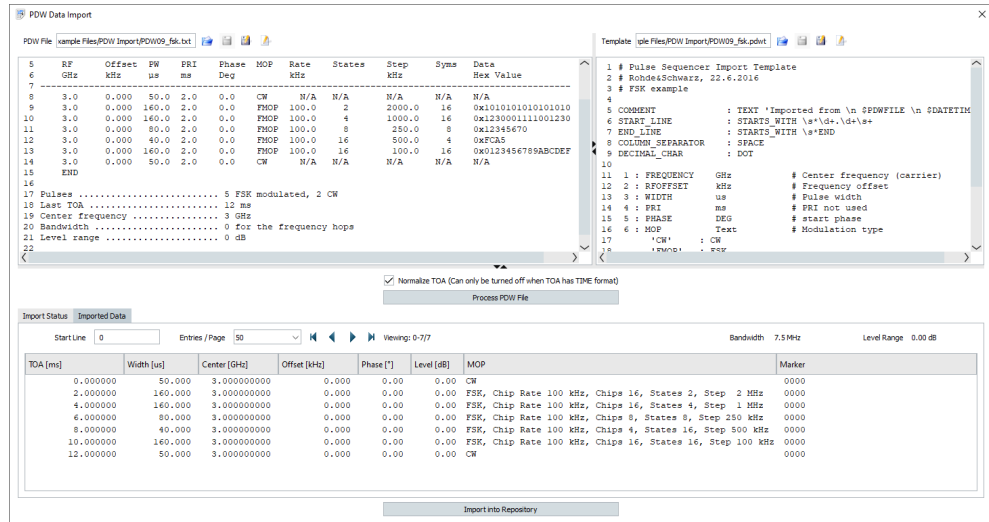 PDW Data Import
PDW File xample Files/PDW Import/PDW09_fsk.txt
Template ple Files/PDW Import/PDW09_fsk.pdwt
5 RF Offset PW PRI Phase MOP Rate States Step Syms Data
6 GHz kHz µs ms Deg kHz kHz Hex Value
7 ----------------------------------------------------------------------
8 3.0 0.000 50.0 2.0 0.0 CW N/A N/A N/A N/A N/A
9 3.0 0.000 160.0 2.0 0.0 FMOP 100.0 2 2000.0 16 0x1010101010101010
10 3.0 0.000 160.0 2.0 0.0 FMOP 100.0 4 1000.0 16 0x1230001111001230
11 3.0 0.000 80.0 2.0 0.0 FMOP 100.0 8 250.0 8 0x12345670
12 3.0 0.000 40.0 2.0 0.0 FMOP 100.0 16 500.0 4 0xFCA5
13 3.0 0.000 160.0 2.0 0.0 FMOP 100.0 16 100.0 16 0x0123456789ABCDEF
14 3.0 0.000 50.0 2.0 0.0 CW N/A N/A N/A N/A N/A
15 END
16
17 Pulses ...................... 5 FSK modulated, 2 CW
18 Last TOA .................... 12 ms
19 Center frequency ............ 3 GHz
20 Bandwidth ................... 0 for the frequency hops
21 Level range ................. 0 dB
22
1 # Pulse Sequencer Import Template
2 # Rohde&Schwarz, 22.6.2016
3 # FSK example
4
5 COMMENT : TEXT 'Imported from \n $PDWFILE \n $DATETIM
6 START_LINE : STARTS_WITH \s*\d+.\d+\s+
7 END_LINE : STARTS_WITH \s*END
8 COLUMN_SEPARATOR : SPACE
9 DECIMAL_CHAR : DOT
10
11 1 : FREQUENCY GHz # Center frequency (carrier)
12 2 : RFOFFSET kHz # Frequency offset
13 3 : WIDTH us # Pulse width
14 4 : PRI ms # PRI not used
15 5 : PHASE DEG # start phase
16 6 : MOP Text # Modulation type
17 'CW' : CW
18 'FMOP' : FSK
Normalize TOA (Can only be turned off when TOA has TIME format)
Process PDW File
Import Status Imported Data
Start Line 0 Entries / Page 50 Viewing: 0-7/7 Bandwidth 7.5 MHz Level Range 0.00 dB
TOA [ms] Width [us] Center [GHz] Offset [kHz] Phase [°] Level [dB] MOP Marker
0.000000 50.000 3.000000000 0.000 0.00 0.00 CW 0000
2.000000 160.000 3.000000000 0.000 0.00 0.00 FSK, Chip Rate 100 kHz, Chips 16, States 2, Step 2 MHz 0000
4.000000 160.000 3.000000000 0.000 0.00 0.00 FSK, Chip Rate 100 kHz, Chips 16, States 4, Step 1 MHz 0000
6.000000 80.000 3.000000000 0.000 0.00 0.00 FSK, Chip Rate 100 kHz, Chips 8, States 8, Step 250 kHz 0000
8.000000 40.000 3.000000000 0.000 0.00 0.00 FSK, Chip Rate 100 kHz, Chips 4, States 16, Step 500 kHz 0000
10.000000 160.000 3.000000000 0.000 0.00 0.00 FSK, Chip Rate 100 kHz, Chips 16, States 16, Step 100 kHz 0000
12.000000 50.000 3.000000000 0.000 0.00 0.00 CW 0000
Import into Repository